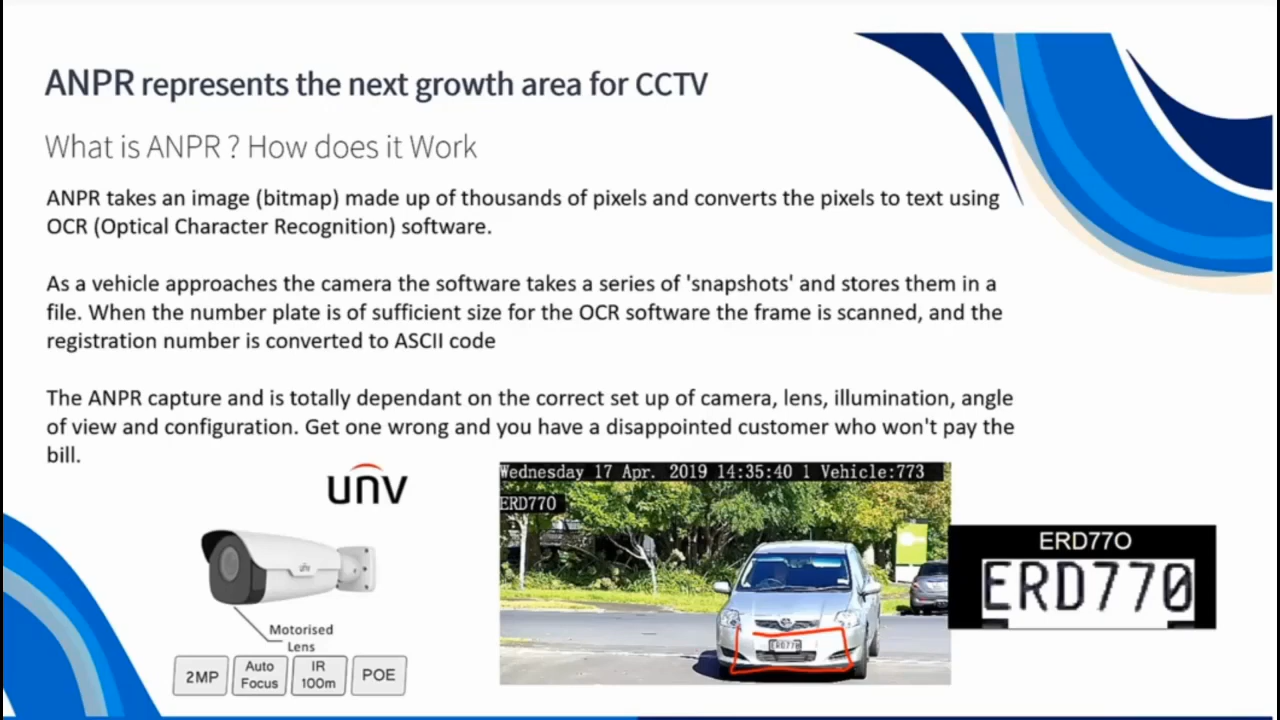 ANPR represents the next growth area for CCTV
What is ANPR ? How does it Work
ANPR takes an image (bitmap) made up of thousands of pixels and converts the pixels to text using
OCR (Optical Character Recognition) software.
As a vehicle approaches the camera the software takes a series of 'snapshots' and stores them in a
file. When the number plate is of sufficient size for the OCR software the frame is scanned, and the
registration number is converted to ASCII code
The ANPR capture and is totally dependant on the correct set up of camera, lens, illumination, angle
of view and configuration. Get one wrong and you have a disappointed customer who won't pay the
bill.
unv
unv
Motorised
Lens
2MP
Auto
Focus
IR
100m
POE
Wednesday 17 Apr. 2019 14:35:40 1 Vehicle:773
ERD77O
ERD770
ERD77O
ERD770